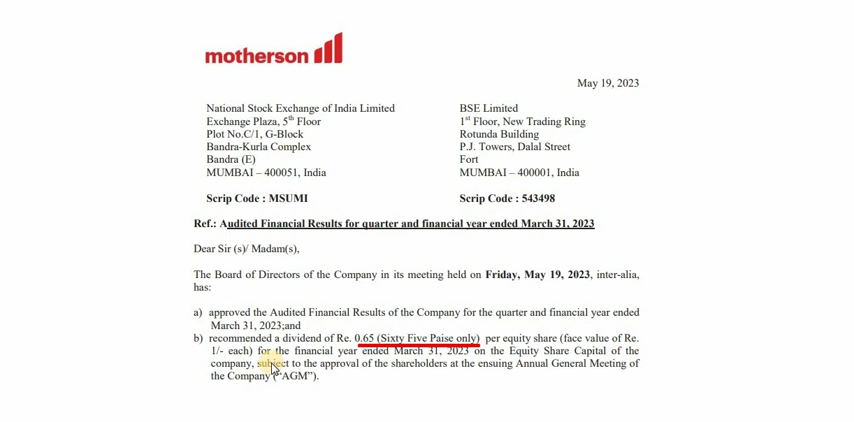 motherson
May 19, 2023
National Stock Exchange of India Limited
Exchange Plaza, 5th Floor
Plot No.C/1, G-Block
Bandra-Kurla Complex
Bandra (E)
MUMBAI – 400051, India
BSE Limited
1st Floor, New Trading Ring
Rotunda Building
P.J. Towers, Dalal Street
Fort
MUMBAI – 400001, India
Scrip Code : MSUMI
Scrip Code : 543498
Ref.: Audited Financial Results for quarter and financial year ended March 31, 2023
Dear Sir (s)/ Madam(s),
The Board of Directors of the Company in its meeting held on Friday, May 19, 2023, inter-alia,
has:
a) approved the Audited Financial Results of the Company for the quarter and financial year ended
March 31, 2023;and
b) recommended a dividend of Re. 0.65 (Sixty Five Paise only) per equity share (face value of Re.
1/- each) for the financial year ended March 31, 2023 on the Equity Share Capital of the
company, subject to the approval of the shareholders at the ensuing Annual General Meeting of
the Company (“AGM”).